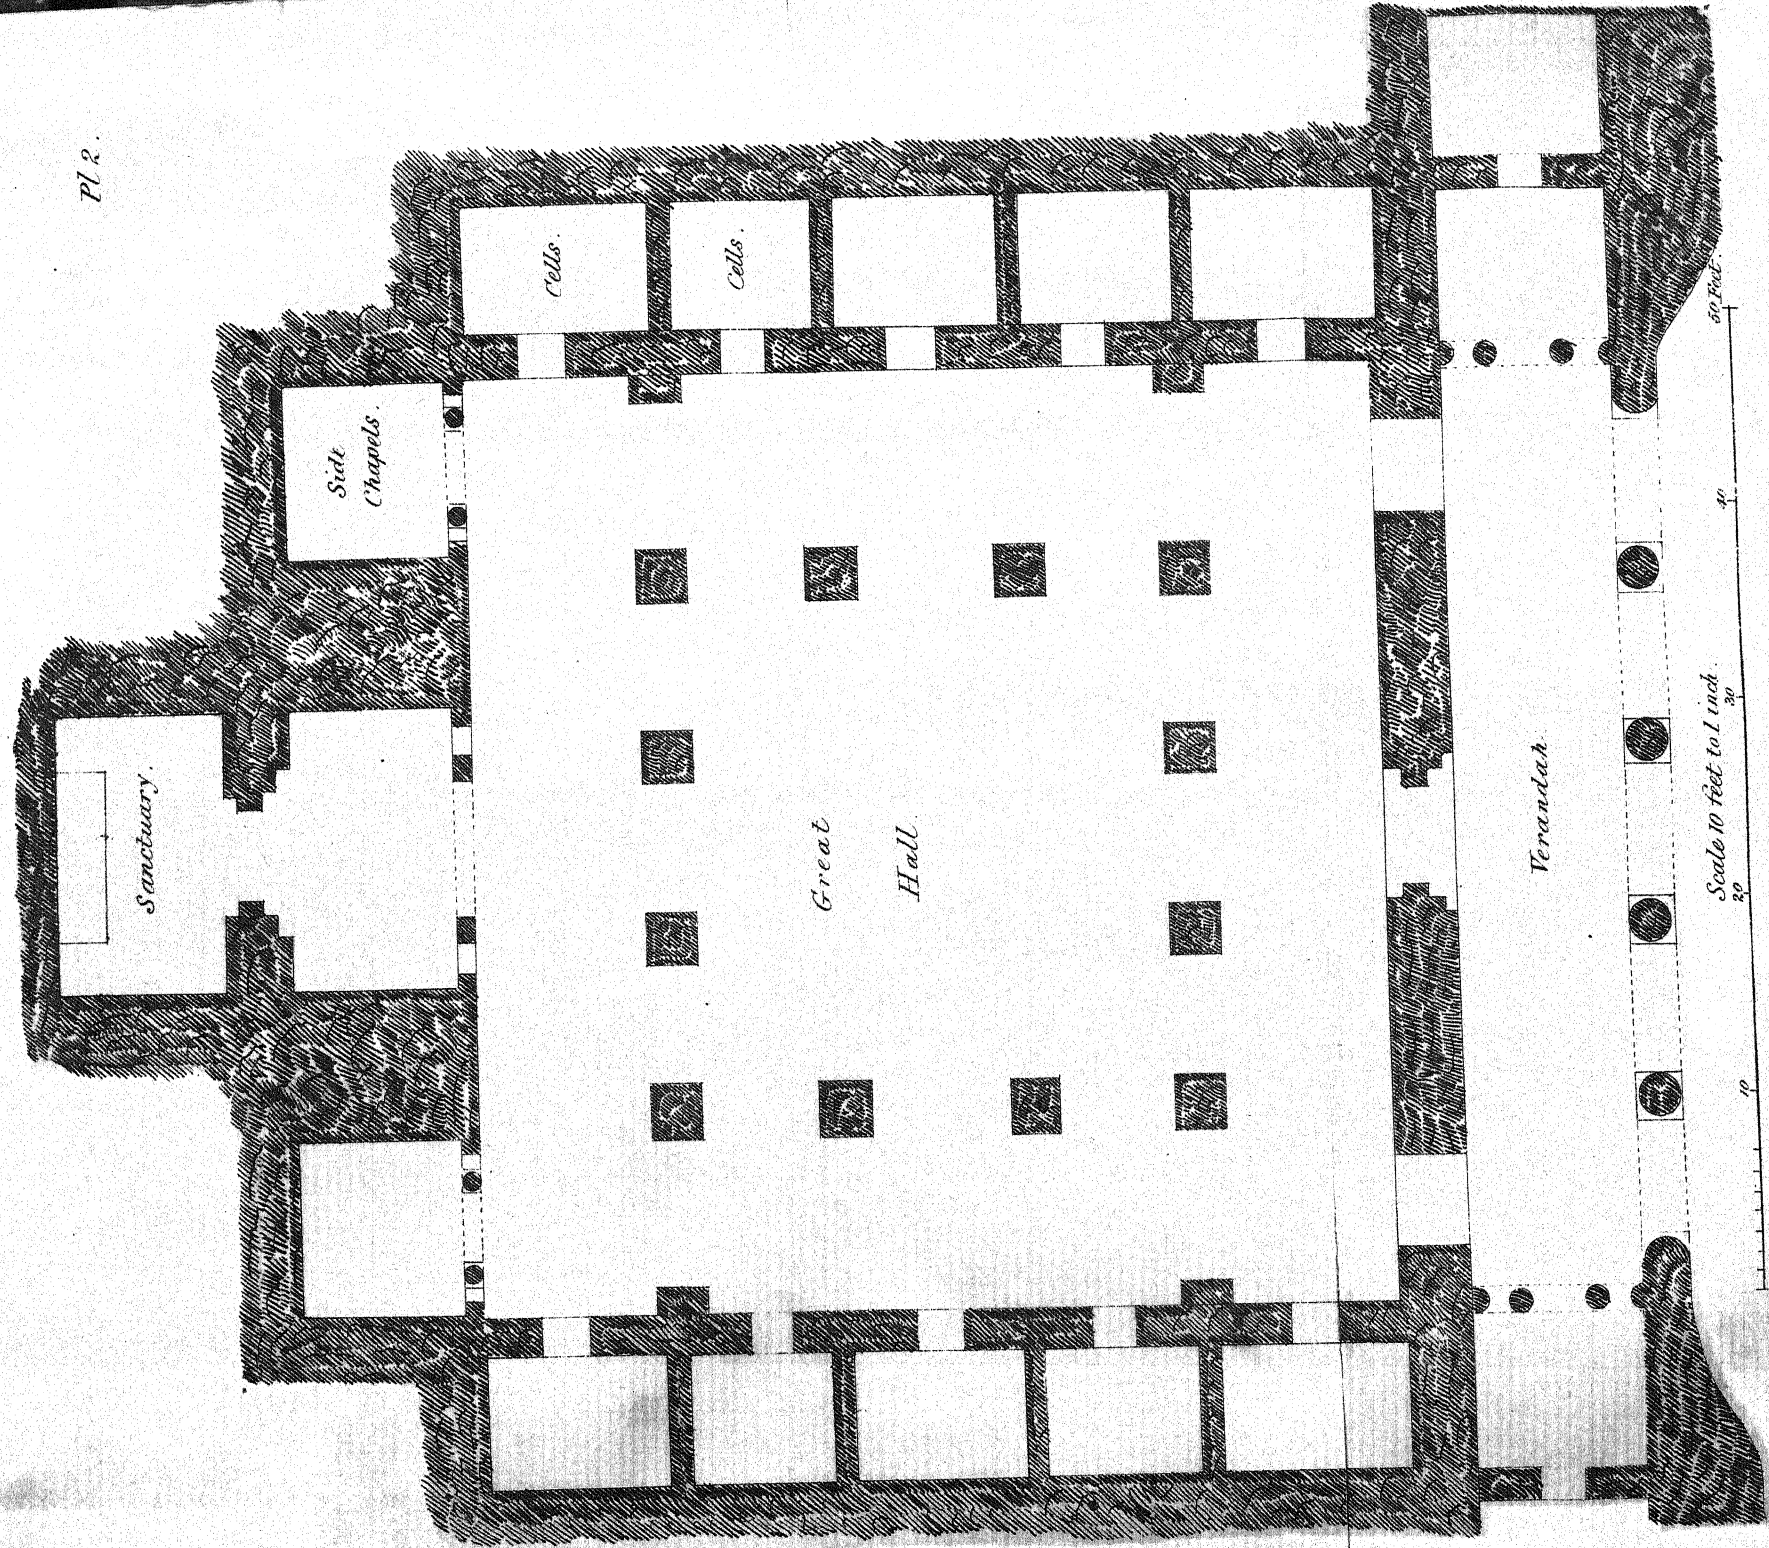 Pl 2.
Sanctuary.
Side
Chapels.
Cells.
Cells.
Great
Hall.
Verandah.
Scale 10 feet to 1 inch.
10
20
30
40
50 Feet.